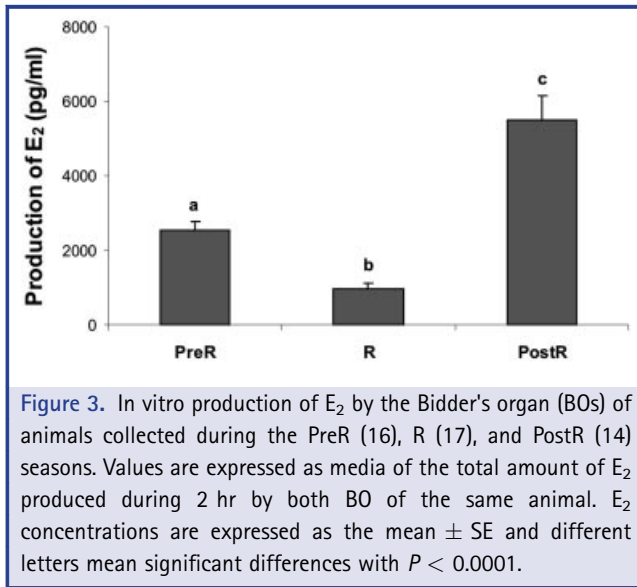 8000
6000
4000
2000
0
Production of E₂ (pg/ml)
a
b
c
PreR
R
PostR
Figure 3. In vitro production of E₂ by the Bidder's organ (BOs) of
animals collected during the PreR (16), R (17), and PostR (14)
seasons. Values are expressed as media of the total amount of E₂
produced during 2 hr by both BO of the same animal. E₂
concentrations are expressed as the mean ± SE and different
letters mean significant differences with P < 0.0001.